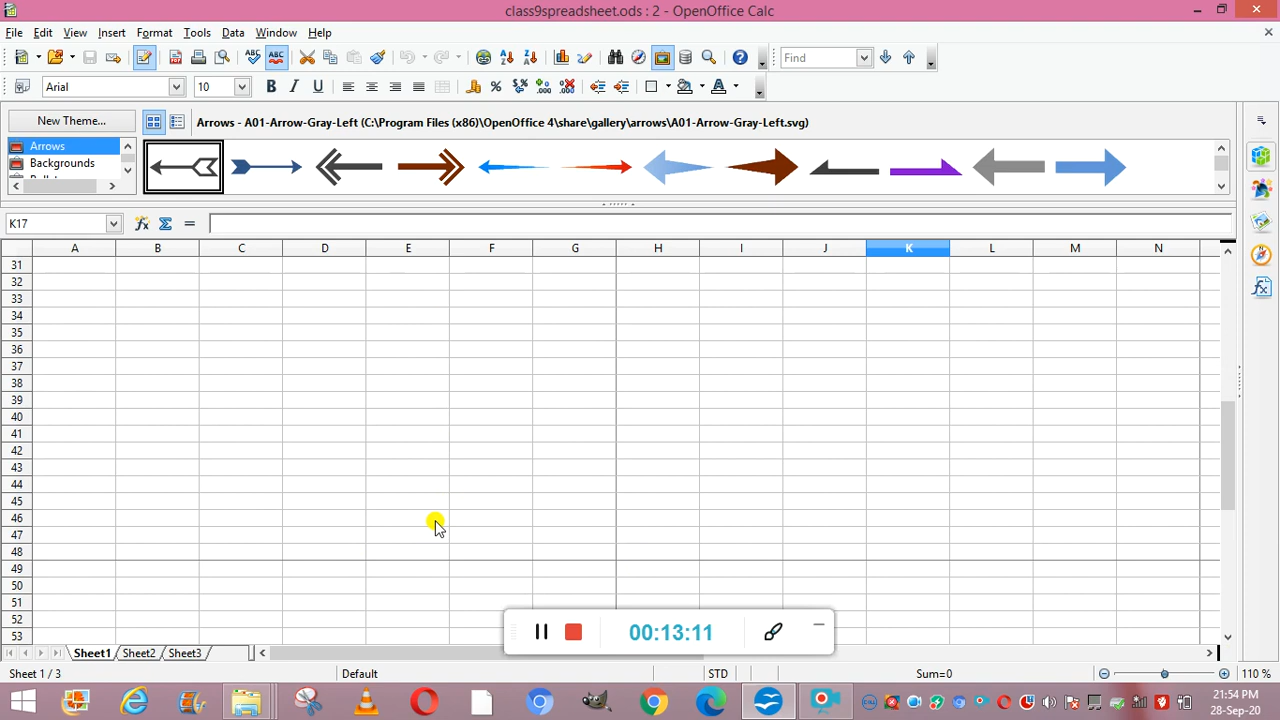 class9spreadsheet.ods : 2 - OpenOffice Calc
File Edit View Insert Format Tools Data Window Help
Find
Arial 10
New Theme...
Arrows - A01-Arrow-Gray-Left (C:\Program Files (x86)\OpenOffice 4\share\gallery\arrows\A01-Arrow-Gray-Left.svg)
Arrows
Backgrounds
K17
A B C D E F G H I J K L M N
31
32
33
34
35
36
37
38
39
40
41
42
43
44
45
46
47
48
49
50
51
52
53
00:13:11
Sheet1 Sheet2 Sheet3
Sheet 1 / 3 Default STD Sum=0 110 %
21:54 PM
28-Sep-20